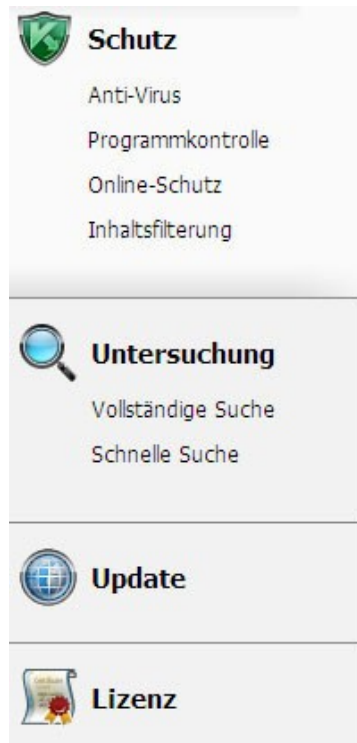 Schutz
Anti-Virus
Programmkontrolle
Online-Schutz
Inhaltsfilterung
Untersuchung
Vollständige Suche
Schnelle Suche
Update
Lizenz